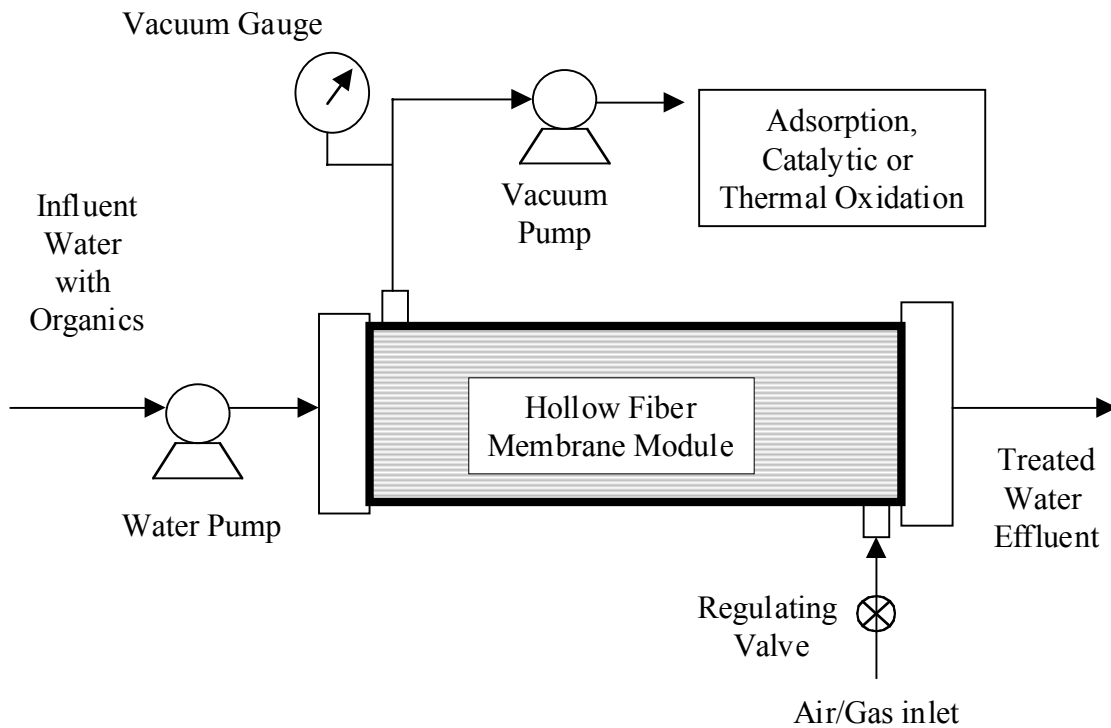 Vacuum Gauge
Adsorption,
Catalytic or
Thermal Oxidation
Vacuum
Pump
Influent
Water
with
Organics
Hollow Fiber
Membrane Module
Water Pump
Treated
Water
Effluent
Regulating
Valve
Air/Gas inlet